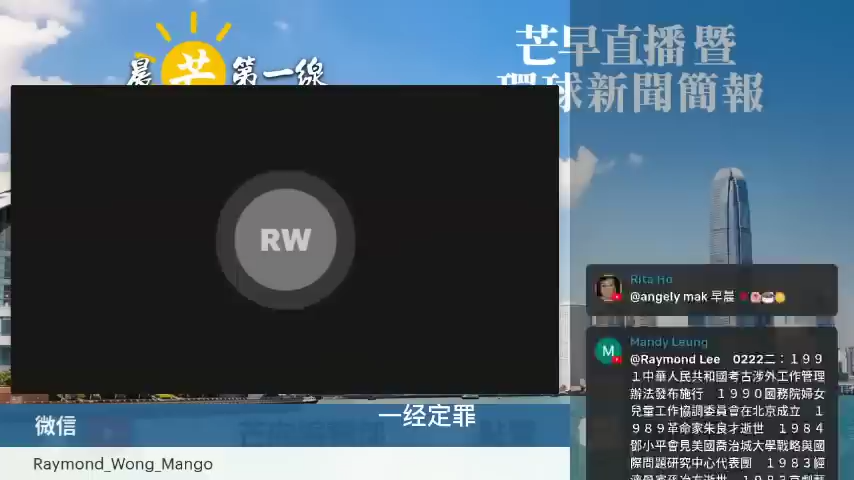 晨芒第一線
芒早直播暨
環球新聞簡報
RW
Rita Ho
@angely mak 早晨
M
Mandy Leung
@Raymond Lee 0222二：１９９
１中華人民共和國考古涉外工作管理
辦法發布施行 １９９０國務院婦女
兒童工作協調委員會在北京成立 １
９８９革命家朱良才逝世 １９８４
鄧小平會見美國喬治城大學戰略與國
際問題研究中心代表團 １９８３經
一经定罪
微信
Raymond_Wong_Mango